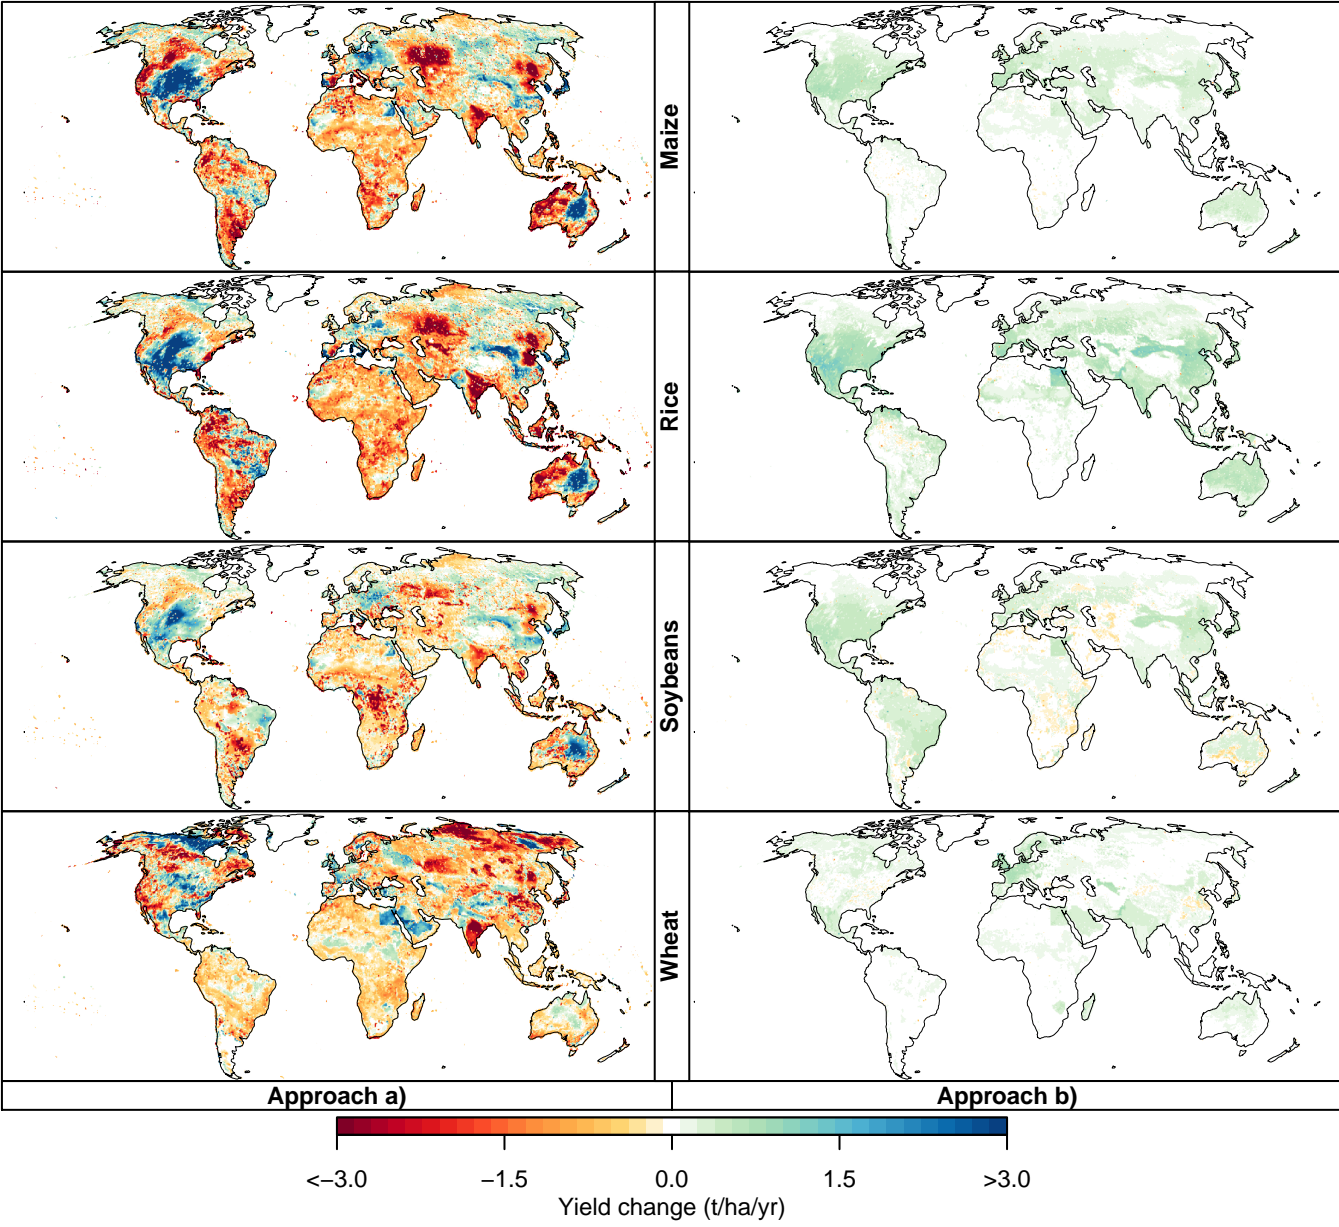 Maize
Rice
Soybeans
Wheat
Approach a)
Approach b)
<−3.0
−1.5
0.0
1.5
>3.0
Yield change (t/ha/yr)